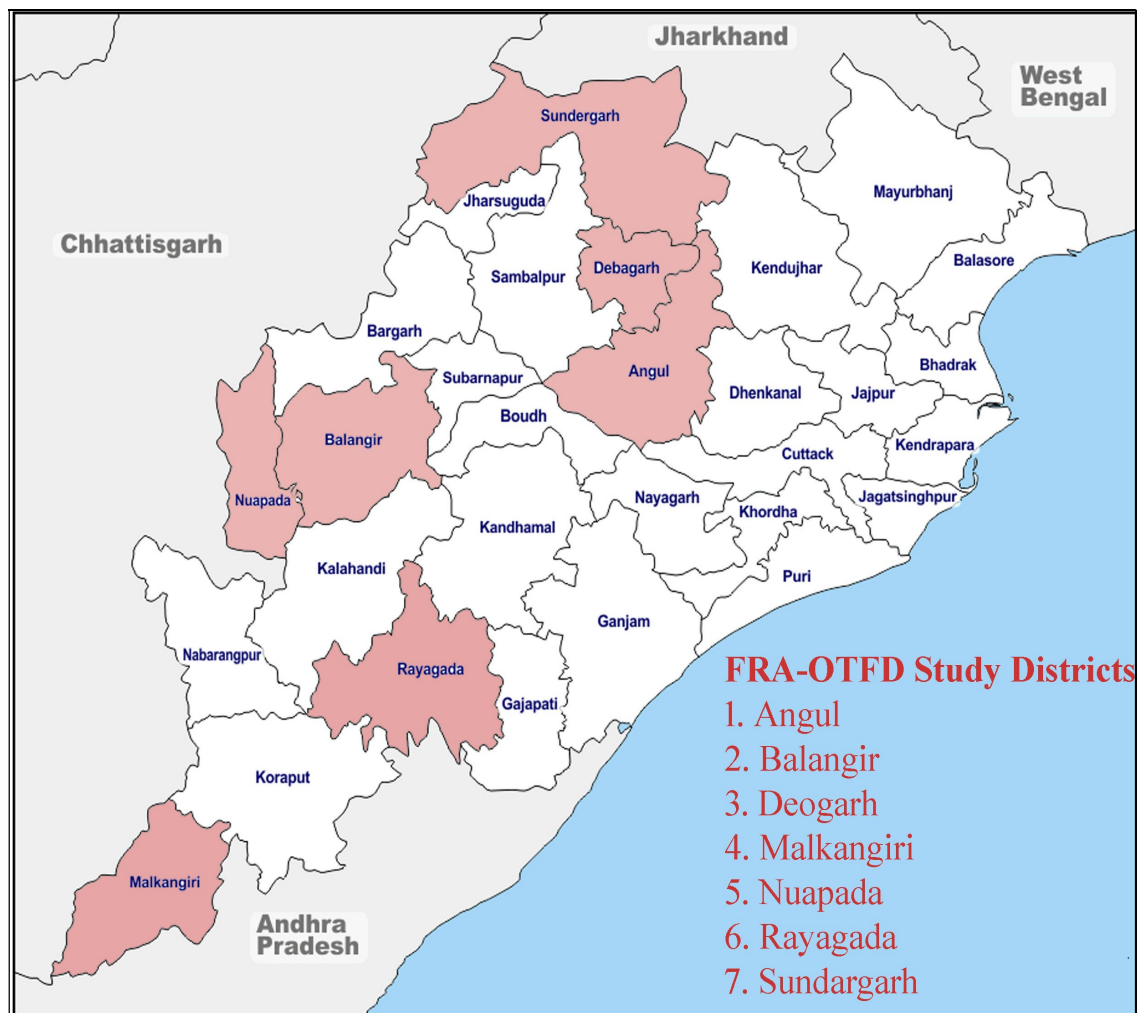 Jharkhand
West
Bengal
Sundergarh
Mayurbhanj
Jharsuguda
Chhattisgarh
Balasore
Kendujhar
Debagarh
Sambalpur
Bargarh
Bhadrak
Angul
Subarnapur
Dhenkanal
Jajpur
Boudh
Balangir
Kendrapara
Cuttack
Nuapada
Nayagarh
Jagatsinghpur
Khordha
Kandhamal
Kalahandi
Puri
Ganjam
Nabarangpur
Rayagada
Gajapati
Koraput
Malkangiri
Andhra
Pradesh
FRA-OTFD Study Districts
1. Angul
2. Balangir
3. Deogarh
4. Malkangiri
5. Nuapada
6. Rayagada
7. Sundargarh